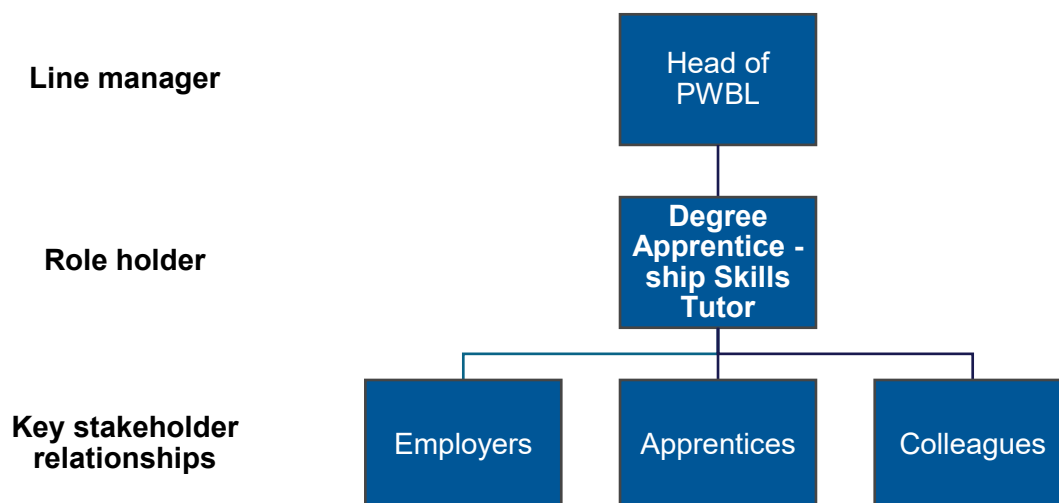 Line manager
Head of
PWBL
Role holder
Degree
Apprentice -
ship Skills
Tutor
Key stakeholder
relationships
Employers
Apprentices
Colleagues